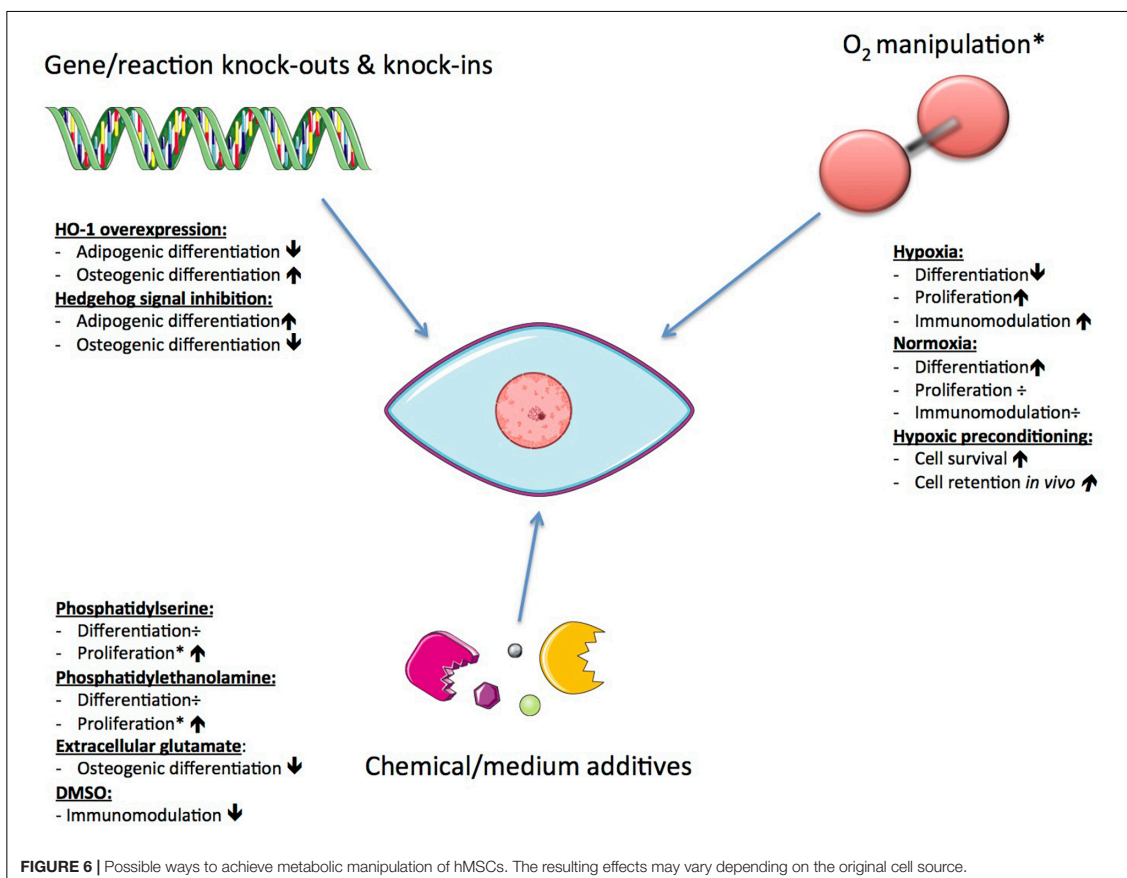 Gene/reaction knock-outs & knock-ins
HO-1 overexpression:
- Adipogenic differentiation 🡇
- Osteogenic differentiation 🡅
Hedgehog signal inhibition:
- Adipogenic differentiation🡅
- Osteogenic differentiation 🡇
O₂ manipulation*
Hypoxia:
- Differentiation🡇
- Proliferation🡅
- Immunomodulation 🡅
Normoxia:
- Differentiation🡅
- Proliferation ÷
- Immunomodulation÷
Hypoxic preconditioning:
- Cell survival 🡅
- Cell retention in vivo 🡅
Phosphatidylserine:
- Differentiation÷
- Proliferation* 🡅
Phosphatidylethanolamine:
- Differentiation÷
- Proliferation* 🡅
Extracellular glutamate:
- Osteogenic differentiation 🡇
DMSO:
- Immunomodulation 🡇
Chemical/medium additives
FIGURE 6 | Possible ways to achieve metabolic manipulation of hMSCs. The resulting effects may vary depending on the original cell source.